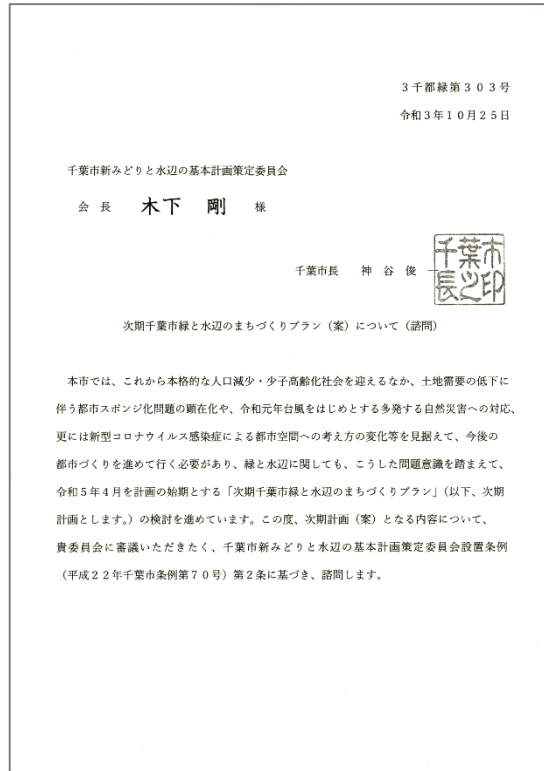 ３千都緑第３０３号
令和３年１０月２５日
千葉市新みどりと水辺の基本計画策定委員会
会 長　木下　剛　様
千葉市長　神 谷 俊 一
千葉市長之印
次期千葉市緑と水辺のまちづくりプラン（案）について（諮問）
本市では、これから本格的な人口減少・少子高齢化社会を迎えるなか、土地需要の低下に
伴う都市スポンジ化問題の顕在化や、令和元年台風をはじめとする多発する自然災害への対応、
更には新型コロナウイルス感染症による都市空間への考え方の変化等を見据えて、今後の
都市づくりを進めて行く必要があり、緑と水辺に関しても、こうした問題意識を踏まえて、
令和５年４月を計画の始期とする「次期千葉市緑と水辺のまちづくりプラン」（以下、次期
計画とします。）の検討を進めています。この度、次期計画（案）となる内容について、
貴委員会に審議いただきたく、千葉市新みどりと水辺の基本計画策定委員会設置条例
（平成２２年千葉市条例第７０号）第２条に基づき、諮問します。